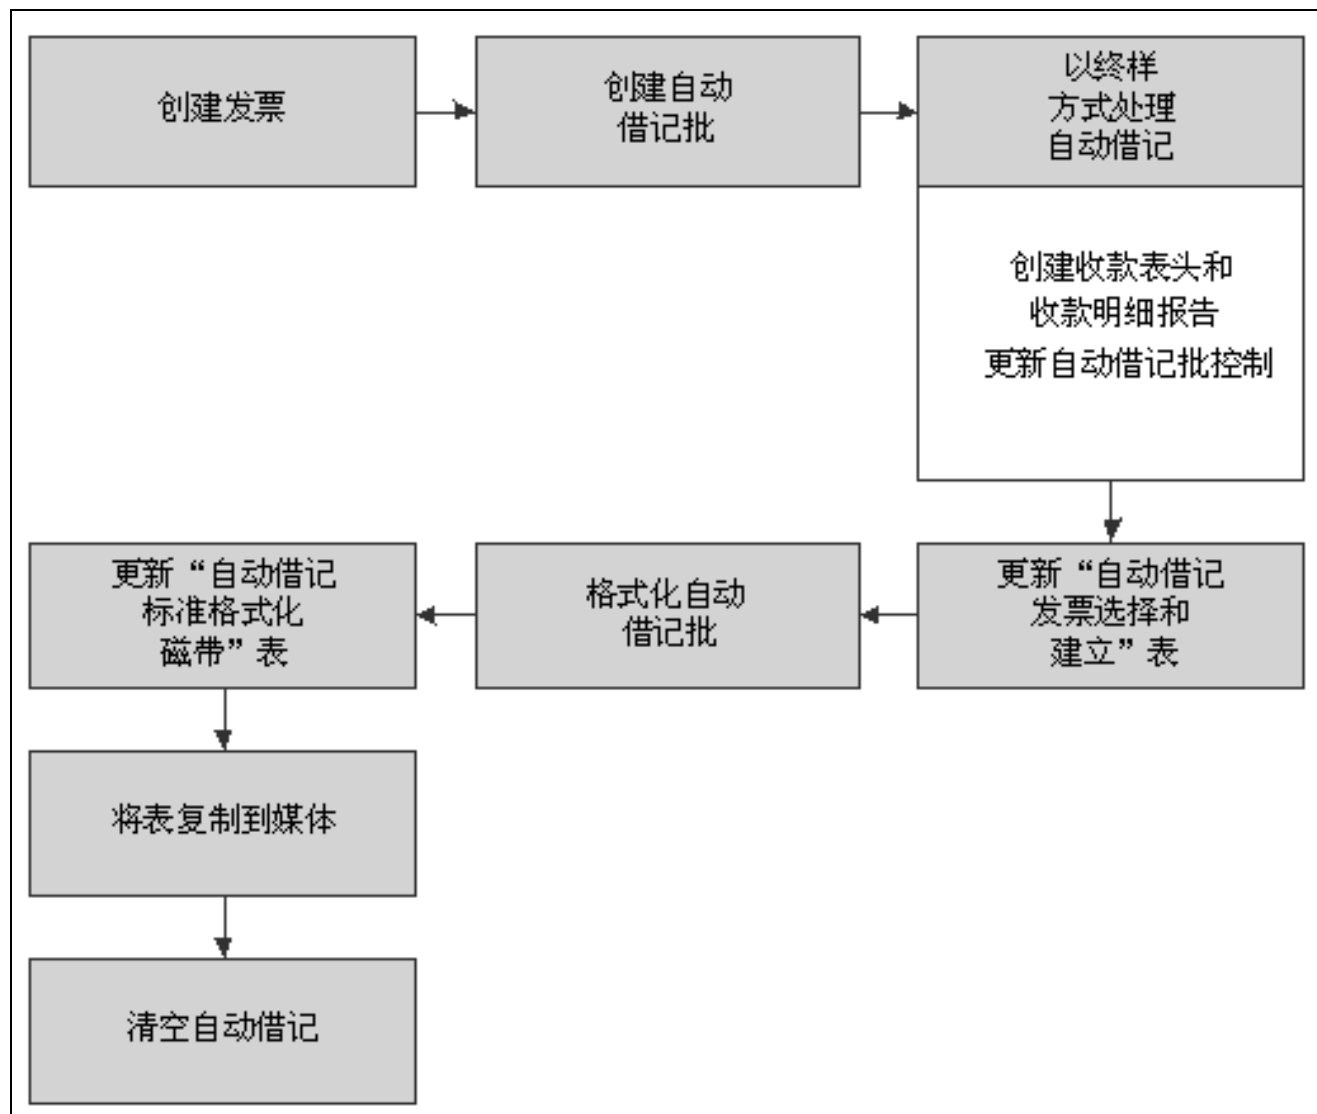 创建发票
创建自动
借记批
以终样
方式处理
自动借记
创建收款表头和
收款明细报告
更新自动借记批控制
更新“自动借记
发票选择和
建立”表
格式化自动
借记批
更新“自动借记
标准格式化
磁带”表
将表复制到媒体
清空自动借记